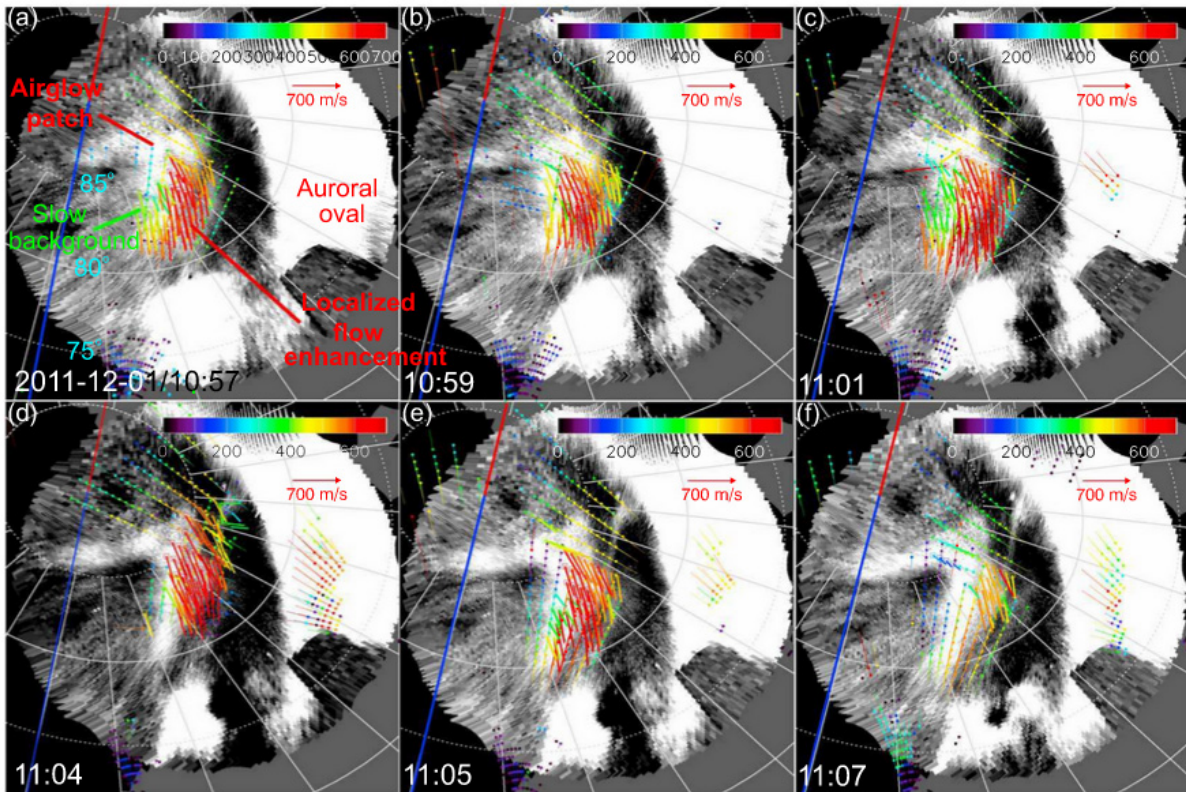 (a)
0 100 200 300 400 500 600 700
700 m/s
Airglow
patch
85°
Slow
background
80°
75°
Auroral
oval
Localized
flow
enhancement
2011-12-01/10:57
(b)
0 200 400 600
700 m/s
10:59
(c)
0 200 400 600
700 m/s
11:01
(d)
0 200 400 600
700 m/s
11:04
(e)
0 200 400 600
700 m/s
11:05
(f)
0 200 400 600
700 m/s
11:07